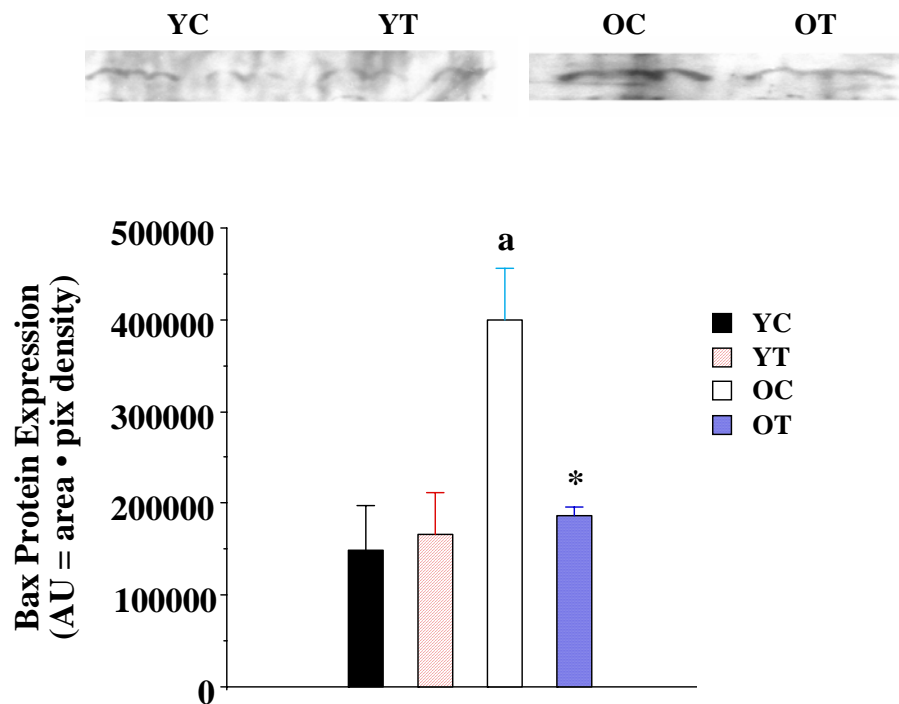 YC YT OC OT
500000
400000
300000
200000
100000
0
Bax Protein Expression
(AU = area • pix density)
a
*
YC
YT
OC
OT